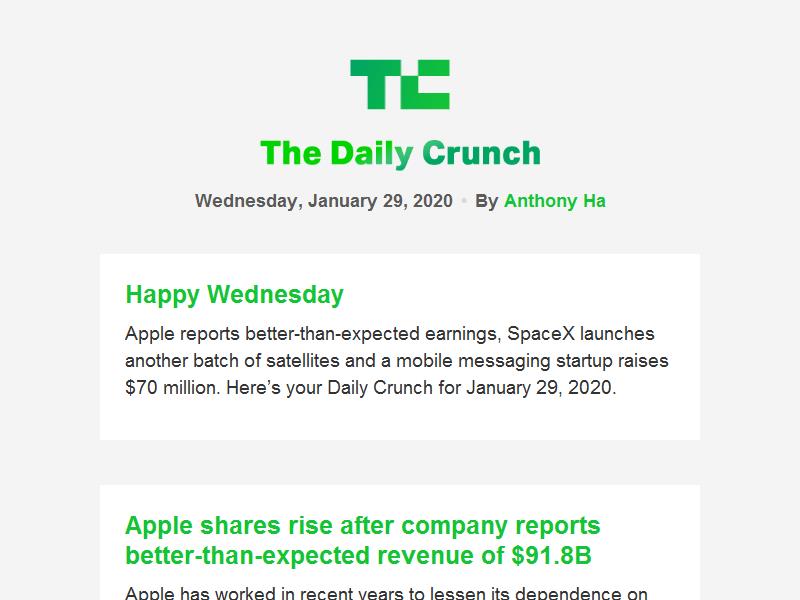 TC
The Daily Crunch
Wednesday, January 29, 2020 • By Anthony Ha
Happy Wednesday
Apple reports better-than-expected earnings, SpaceX launches
another batch of satellites and a mobile messaging startup raises
$70 million. Here’s your Daily Crunch for January 29, 2020.
Apple shares rise after company reports
better-than-expected revenue of $91.8B
Apple has worked in recent years to lessen its dependence on